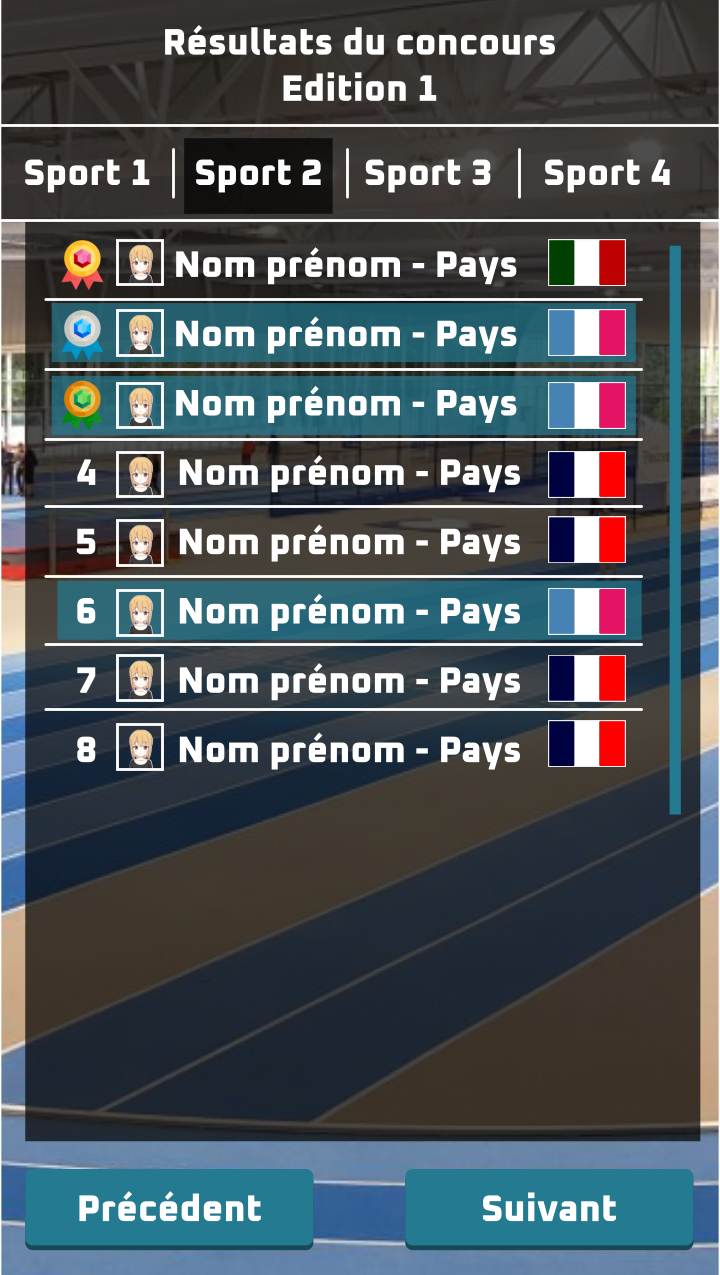 Résultats du concours
Edition 1
Sport 1 Sport 2 Sport 3 Sport 4
Nom prénom - Pays
Nom prénom - Pays
Nom prénom - Pays
4 Nom prénom - Pays
5 Nom prénom - Pays
6 Nom prénom - Pays
7 Nom prénom - Pays
8 Nom prénom - Pays
Précédent Suivant